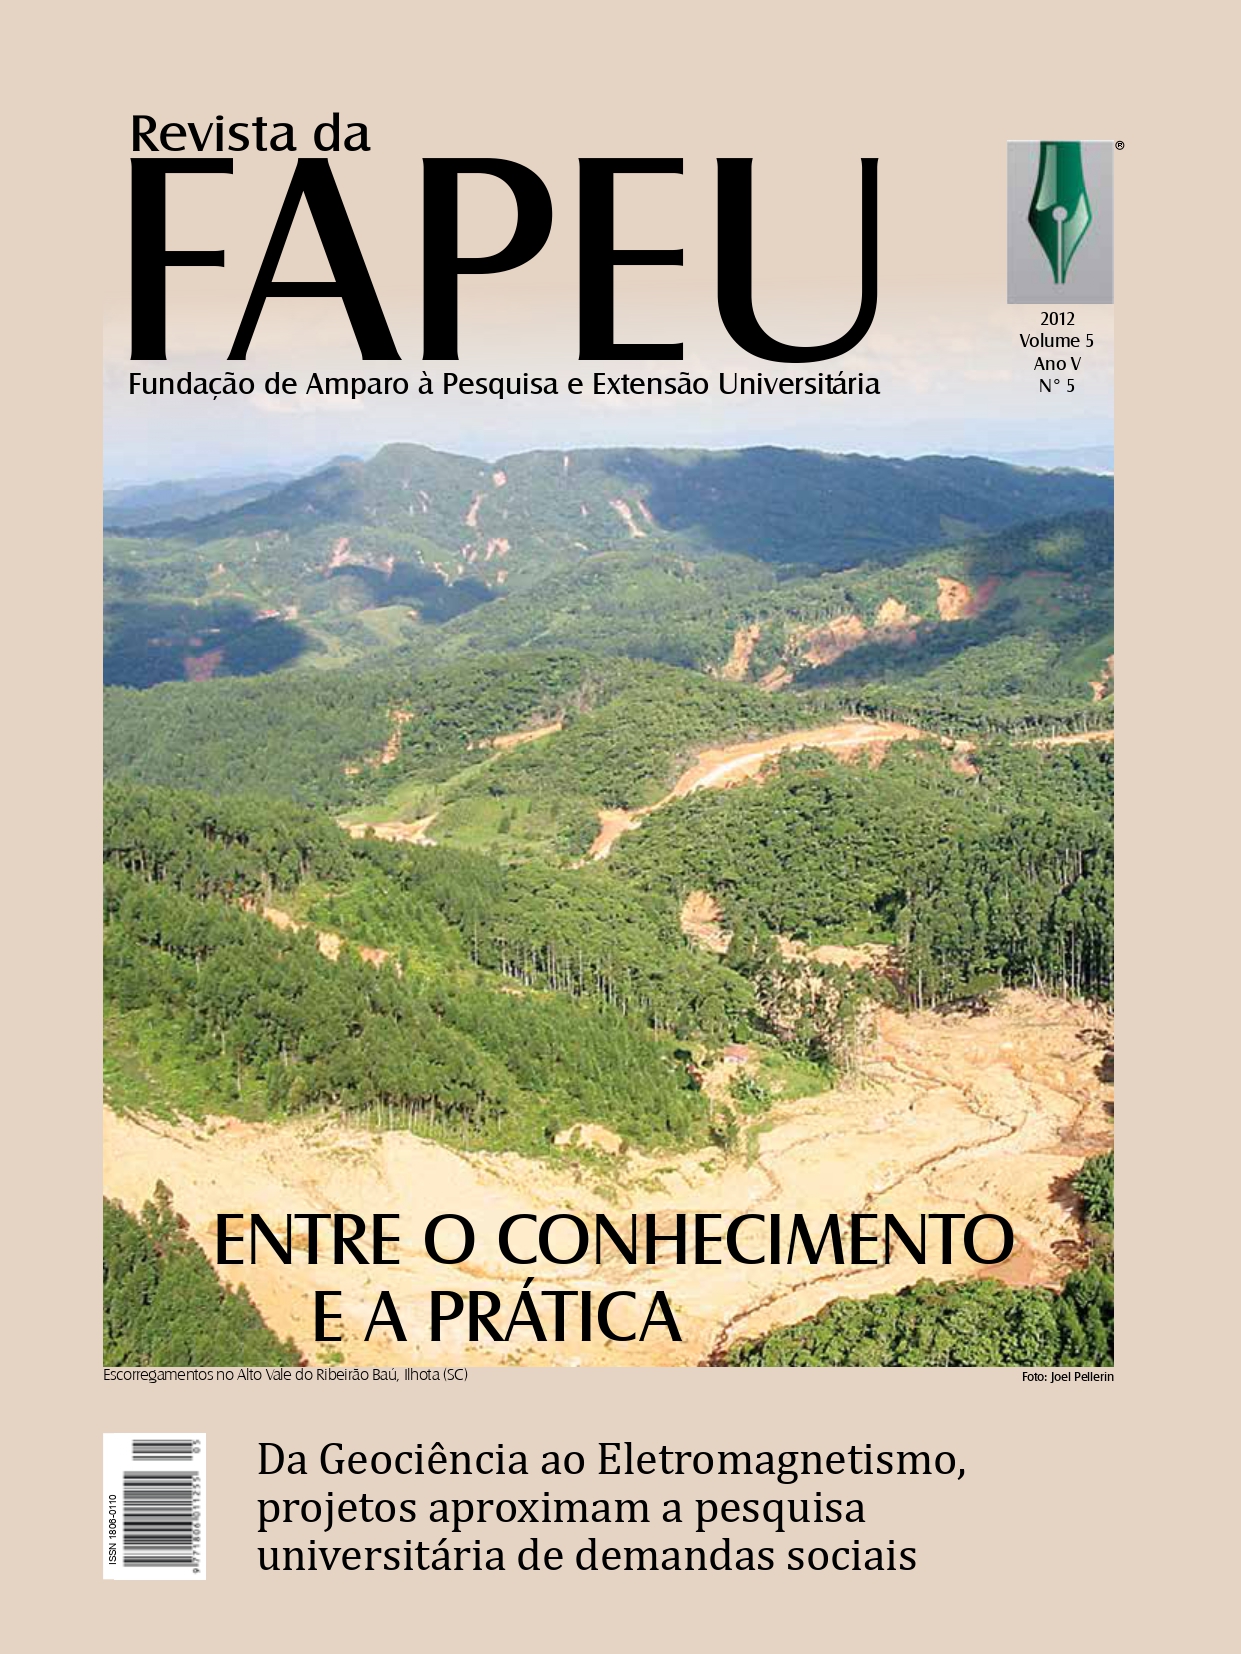 Revista da
FAPEU
®
Fundação de Amparo à Pesquisa e Extensão Universitária
2012
Volume 5
Ano V
N° 5
ENTRE O CONHECIMENTO
E A PRÁTICA
Escorregamentos no Alto Vale do Ribeirão Baú, Ilhota (SC)
Foto: Joel Pellerin
Da Geociência ao Eletromagnetismo,
projetos aproximam a pesquisa
universitária de demandas sociais
ISSN 1806-0110
05